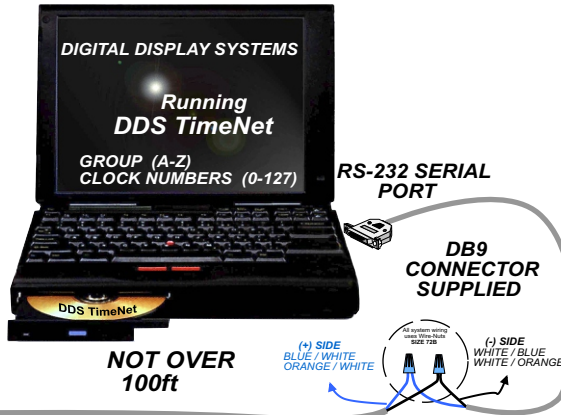 DIGITAL DISPLAY SYSTEMS
Running
DDS TimeNet
GROUP (A-Z)
CLOCK NUMBERS (0-127)
RS-232 SERIAL
PORT
DB9
CONNECTOR
SUPPLIED
DDS TimeNet
NOT OVER
100ft
All system wiring
uses Wire-Nuts
SIZE 72B
(+) SIDE
BLUE / WHITE
ORANGE / WHITE
(-) SIDE
WHITE / BLUE
WHITE / ORANGE